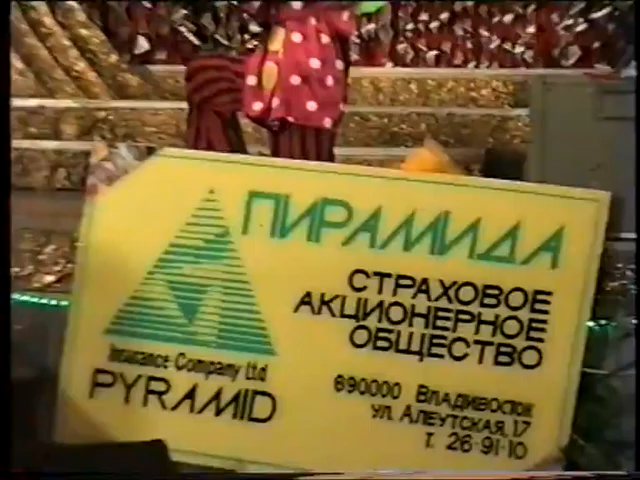 ПИРАМИДА
СТРАХОВОЕ
АКЦИОНЕРНОЕ
ОБЩЕСТВО
Insurance Company Ltd
PYRAMID
690000 ВЛАДИВОСТОК
УЛ. АЛЕУТСКАЯ, 17
Т. 26-91-10